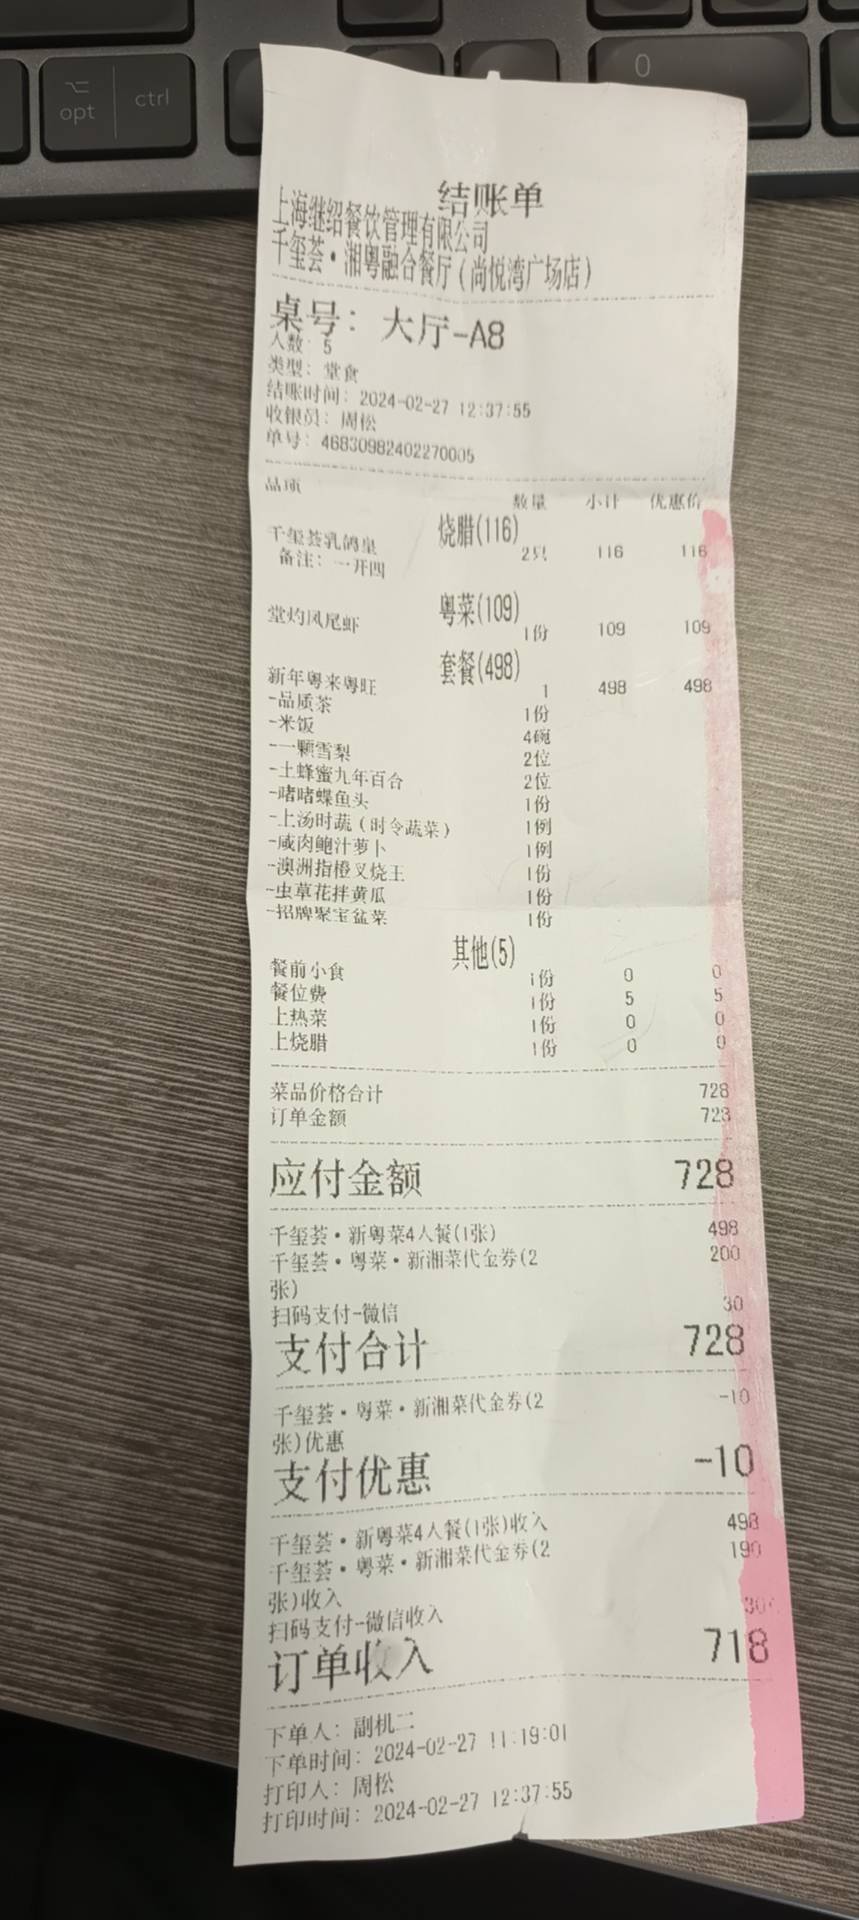 opt
ctrl
0
结账单
上海继绍餐饮管理有限公司
千玺荟·湘粤融合餐厅(尚悦湾广场店)
桌号: 大厅-A8
人数: 5
类型: 堂食
结账时间: 2024-02-27 12:37:55
收银员: 周松
单号: 46830982402270005
品项 数量 小计 优惠价
烧腊(116)
千玺荟乳鸽皇 2只 116 116
备注: 一开四
粤菜(109)
堂灼凤尾虾 1份 109 109
套餐(498)
新年粤来粤旺 1 498 498
-品质茶 1份
-米饭 4碗
-一颗雪梨 2位
-土蜂蜜九年百合 2位
-啫啫蝶鱼头 1份
-上汤时蔬(时令蔬菜) 1例
-咸肉鲍汁萝卜 1例
-澳洲指橙叉烧王 1份
-虫草花拌黄瓜 1份
-招牌聚宝盆菜 1份
其他(5)
餐前小食 1份 0 0
餐位费 1份 5 5
上热菜 1份 0 0
上烧腊 1份 0 0
菜品价格合计 728
订单金额 728
应付金额 728
千玺荟·新粤菜4人餐(1张) 498
千玺荟·粤菜·新湘菜代金券(2 200
张)
扫码支付-微信 30
支付合计 728
千玺荟·粤菜·新湘菜代金券(2 -10
张)优惠
支付优惠 -10
千玺荟·新粤菜4人餐(1张)收入 498
千玺荟·粤菜·新湘菜代金券(2 190
张)收入
扫码支付-微信收入 30
订单收入 718
下单人: 副机二
下单时间: 2024-02-27 11:19:01
打印人: 周松
打印时间: 2024-02-27 12:37:55